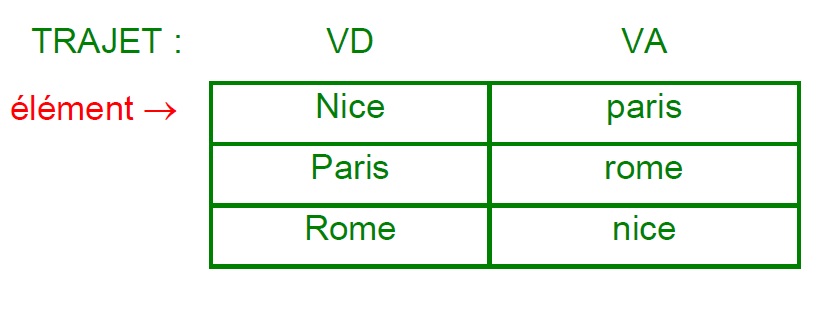 TRAJET : VD VA
élément → Nice paris
Paris rome
Rome nice